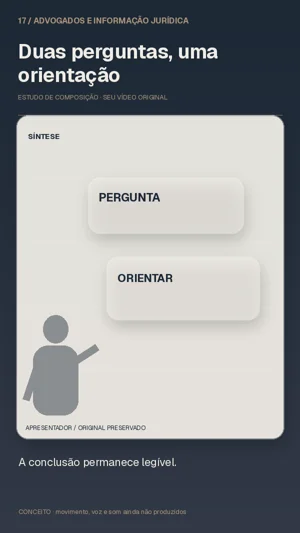 17 / ADVOGADOS E INFORMAÇÃO JURÍDICA
Duas perguntas, uma
orientação
ESTUDO DE COMPOSIÇÃO · SEU VÍDEO ORIGINAL
SÍNTESE
PERGUNTA
ORIENTAR
APRESENTADOR / ORIGINAL PRESERVADO
A conclusão permanece legível.
CONCEITO · movimento, voz e som ainda não produzidos